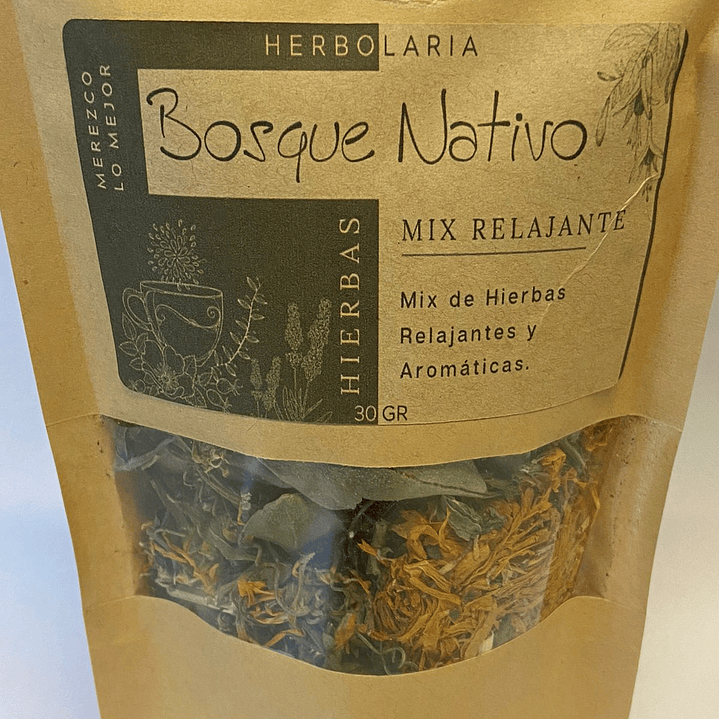 HERBOLARIA
MEREZCO
LO MEJOR
Bosque Nativo
HIERBAS
MIX RELAJANTE
Mix de Hierbas
Relajantes y
Aromáticas.
30 GR